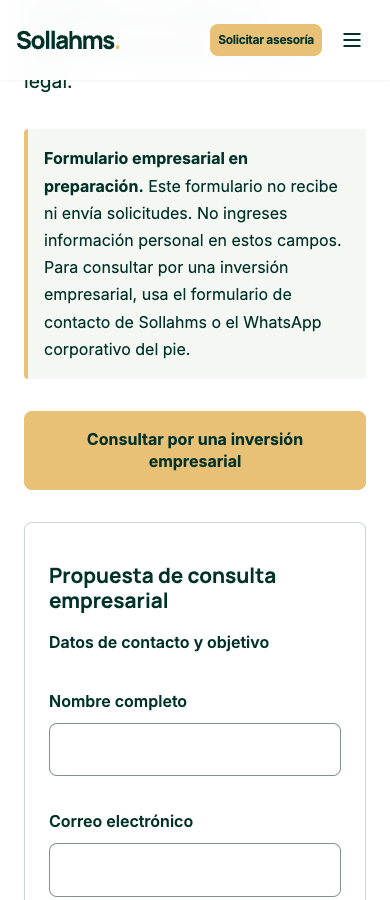 Sollahms.
Solicitar asesoría
legal.
Formulario empresarial en
preparación. Este formulario no recibe
ni envía solicitudes. No ingreses
información personal en estos campos.
Para consultar por una inversión
empresarial, usa el formulario de
contacto de Sollahms o el WhatsApp
corporativo del pie.
Consultar por una inversión
empresarial
Propuesta de consulta
empresarial
Datos de contacto y objetivo
Nombre completo
Correo electrónico